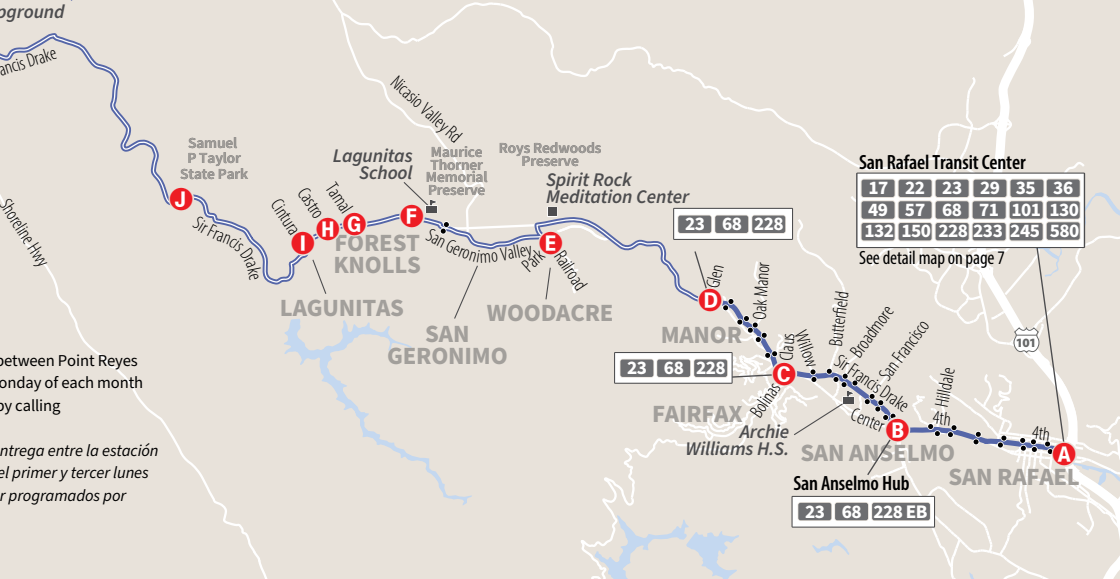 pground
ancis Drake
Nicasio Valley Rd
Samuel
P Taylor
State Park
Lagunitas
School
Maurice
Thorner
Memorial
Preserve
Roys Redwoods
Preserve
Spirit Rock
Meditation Center
San Rafael Transit Center
17 22 23 29 35 36
49 57 68 71 101 130
132 150 228 233 245 580
See detail map on page 7
J
Shoreline Hwy
Sir Francis Drake
Cintura
Castro
Tamal
I
H
G
F
FOREST
KNOLLS
San Geronimo Valley
Park
E
Railroad
23 68 228
LAGUNITAS
WOODACRE
SAN
GERONIMO
D
Glen
Oak Manor
MANOR
101
23 68 228
C
Claus
Willow
Butterfield
Broadmore
San Francisco
Sir Francis Drake
Bolinas
FAIRFAX
Archie
Williams H.S.
Center
B
Hilldale
4th
4th
A
SAN ANSELMO
SAN RAFAEL
San Anselmo Hub
23 68 228 EB
between Point Reyes
onday of each month
by calling
ntrega entre la estación
el primer y tercer lunes
r programados por